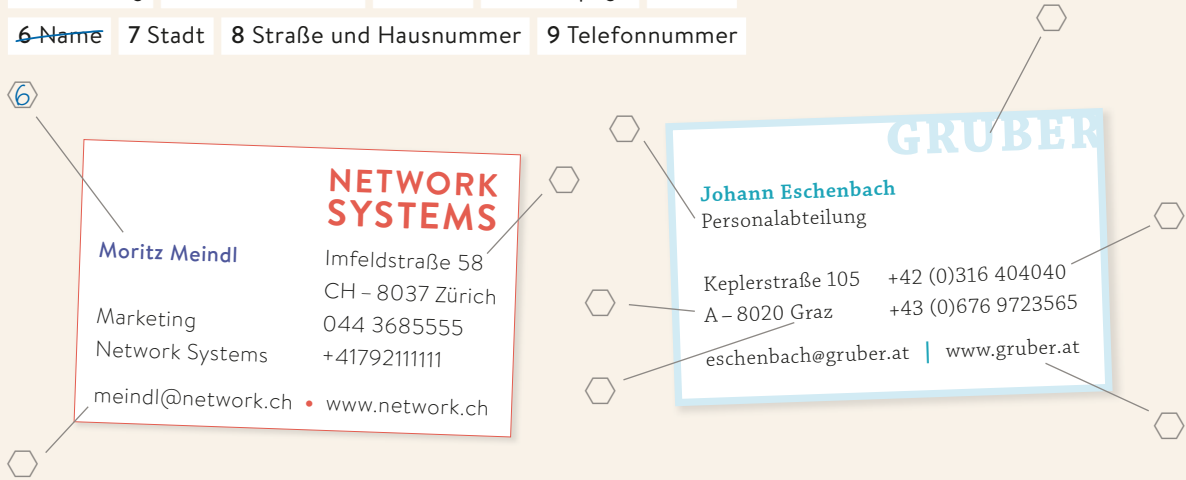 6 Name 7 Stadt 8 Straße und Hausnummer 9 Telefonnummer
6
NETWORK
SYSTEMS
Moritz Meindl
Imfeldstraße 58
CH – 8037 Zürich
Marketing
044 3685555
Network Systems
+41792111111
meindl@network.ch • www.network.ch
GRUBER
Johann Eschenbach
Personalabteilung
Keplerstraße 105 +42 (0)316 404040
A – 8020 Graz +43 (0)676 9723565
eschenbach@gruber.at | www.gruber.at